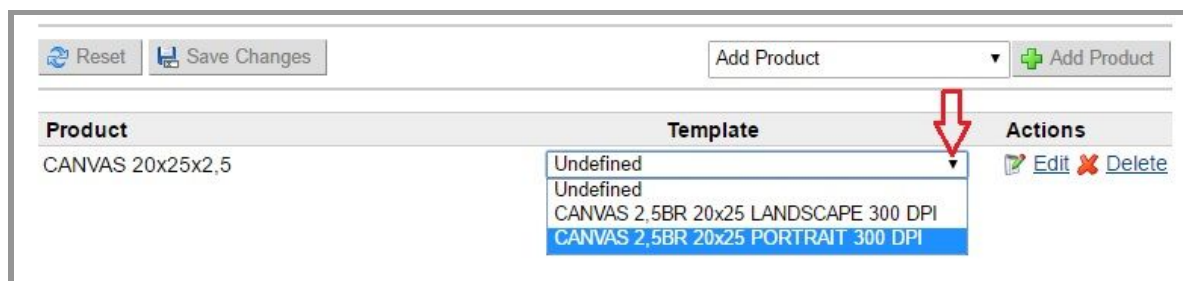 Reset Save Changes Add Product Add Product
Product Template Actions
CANVAS 20x25x2,5 Undefined Edit Delete
Undefined
CANVAS 2,5BR 20x25 LANDSCAPE 300 DPI
CANVAS 2,5BR 20x25 PORTRAIT 300 DPI